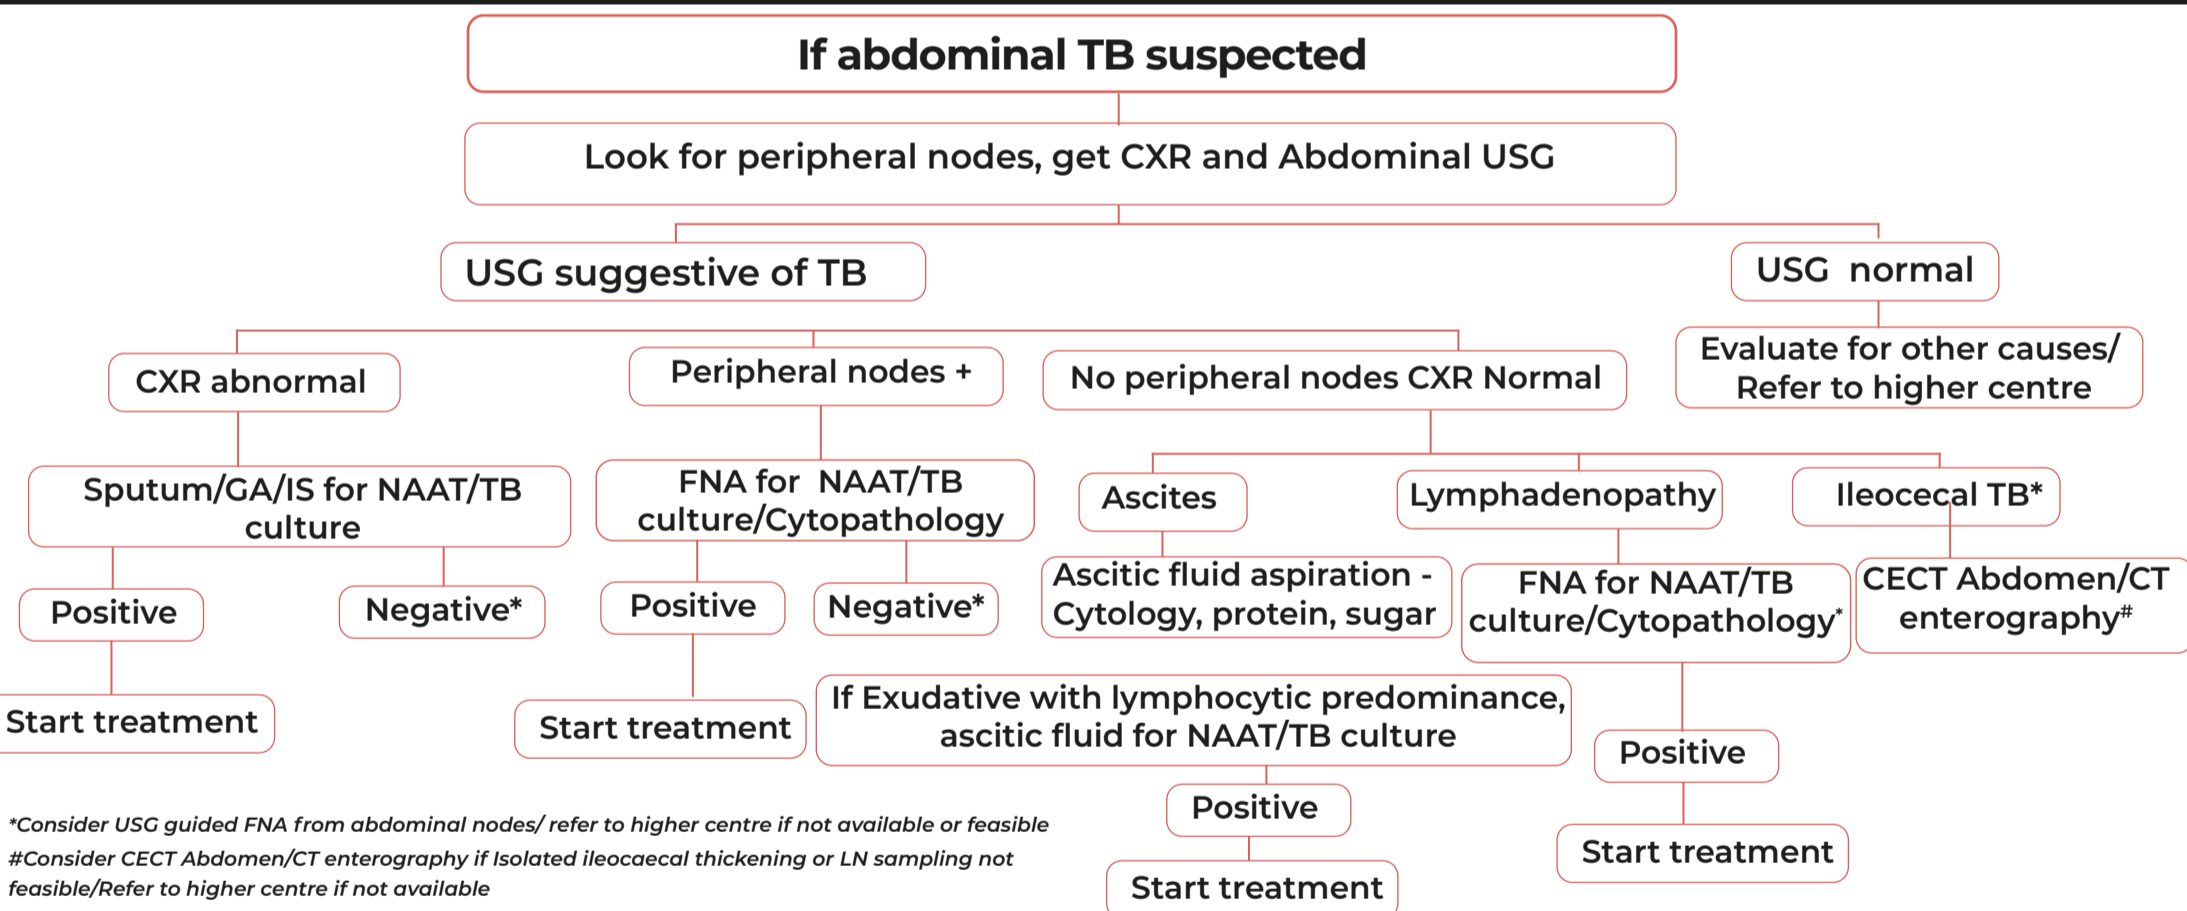 If abdominal TB suspected
Look for peripheral nodes, get CXR and Abdominal USG
USG suggestive of TB
USG normal
Evaluate for other causes/
Refer to higher centre
CXR abnormal
Peripheral nodes +
No peripheral nodes CXR Normal
Sputum/GA/IS for NAAT/TB
culture
FNA for NAAT/TB
culture/Cytopathology
Ascites
Lymphadenopathy
Ileocecal TB*
Positive
Negative*
Positive
Negative*
Ascitic fluid aspiration -
Cytology, protein, sugar
FNA for NAAT/TB
culture/Cytopathology*
CECT Abdomen/CT
enterography#
Start treatment
Start treatment
If Exudative with lymphocytic predominance,
ascitic fluid for NAAT/TB culture
Positive
Positive
Start treatment
Start treatment
*Consider USG guided FNA from abdominal nodes/ refer to higher centre if not available or feasible
#Consider CECT Abdomen/CT enterography if Isolated ileocaecal thickening or LN sampling not
feasible/Refer to higher centre if not available